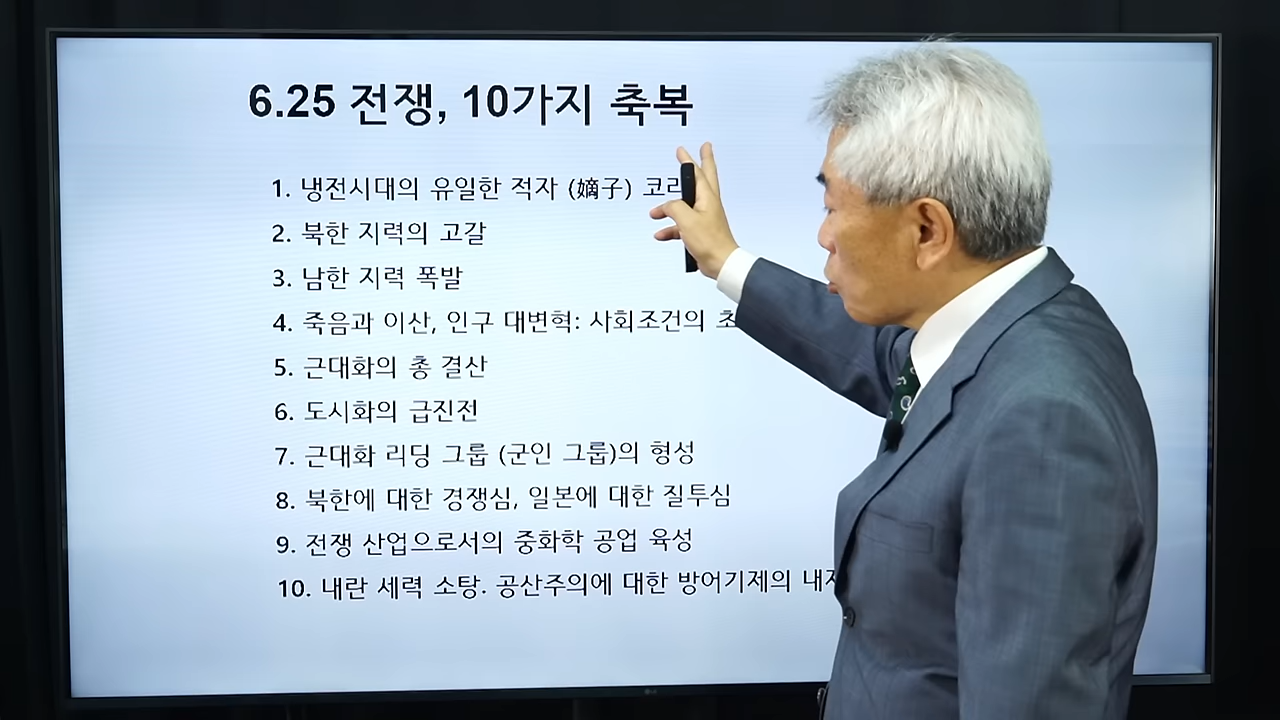 6.25 전쟁, 10가지 축복
1. 냉전시대의 유일한 적자 (嫡子)
2. 북한 지력의 고갈
3. 남한 지력 폭발
4. 죽음과 이산, 인구 대변혁: 사회조건의
5. 근대화의 총 결산
6. 도시화의 급진전
7. 근대화 리딩 그룹 (군인 그룹)의 형성
8. 북한에 대한 경쟁심, 일본에 대한 질투심
9. 전쟁 산업으로서의 중화학 공업 육성
10. 내란 세력 소탕. 공산주의에 대한 방어기제의
LG